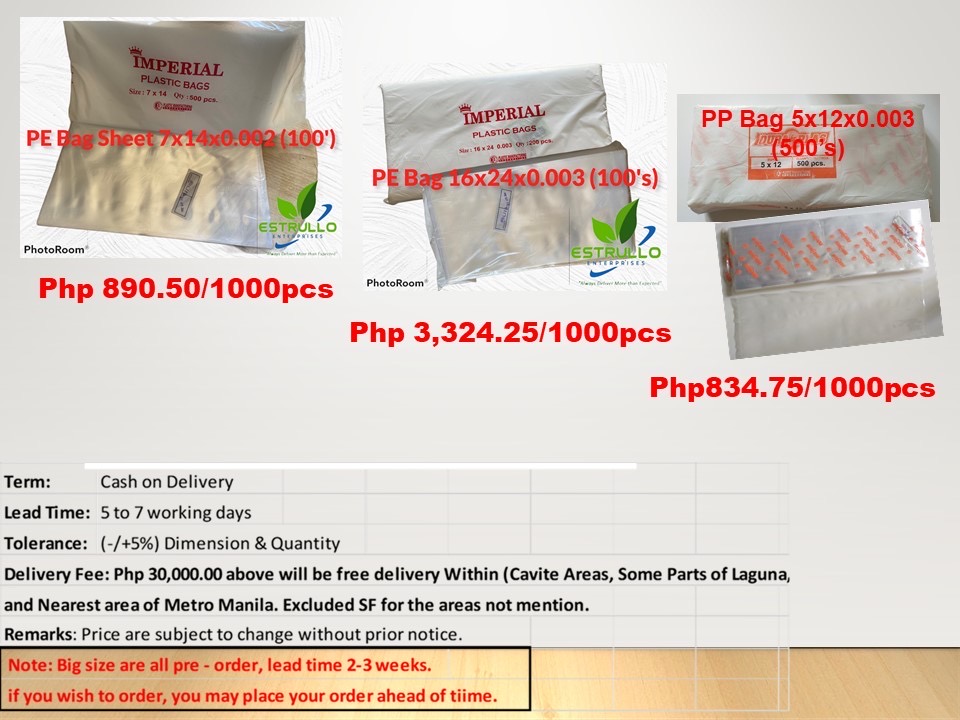 IMPERIAL
PLASTIC BAGS
Size : 7 x 14 Qty : 500 pcs.
PE Bag Sheet 7x14x0.002 (100')
ESTRULLO
ENTERPRISES
"Always Deliver More than Expected"
PhotoRoom®
Php 890.50/1000pcs
IMPERIAL
PLASTIC BAGS
Size : 16 x 24 0.003 Qty : 200 pcs.
PE Bag 16x24x0.003 (100's)
ESTRULLO
ENTERPRISES
"Always Deliver More than Expected"
PhotoRoom®
Php 3,324.25/1000pcs
PP Bag 5x12x0.003
(500's)
5 x 12 500 pcs.
Php834.75/1000pcs
Term: Cash on Delivery
Lead Time: 5 to 7 working days
Tolerance: (-/+5%) Dimension & Quantity
Delivery Fee: Php 30,000.00 above will be free delivery Within (Cavite Areas, Some Parts of Laguna,
and Nearest area of Metro Manila. Excluded SF for the areas not mention.
Remarks: Price are subject to change without prior notice.
Note: Big size are all pre - order, lead time 2-3 weeks.
if you wish to order, you may place your order ahead of tiime.